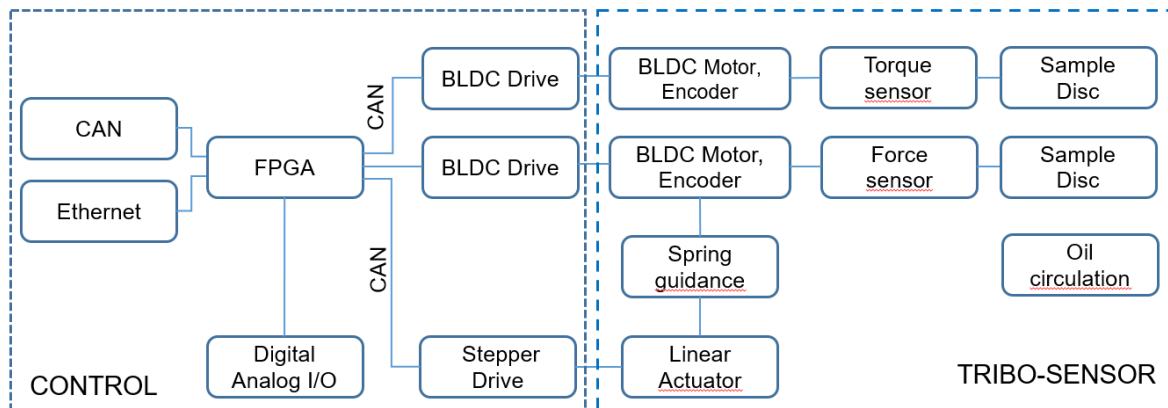 BLDC Drive
BLDC Motor,
Encoder
Torque
sensor
Sample
Disc
CAN
CAN
FPGA
BLDC Drive
BLDC Motor,
Encoder
Force
sensor
Sample
Disc
Ethernet
CAN
Spring
guidance
Oil
circulation
Digital
Analog I/O
Stepper
Drive
Linear
Actuator
CONTROL
TRIBO-SENSOR